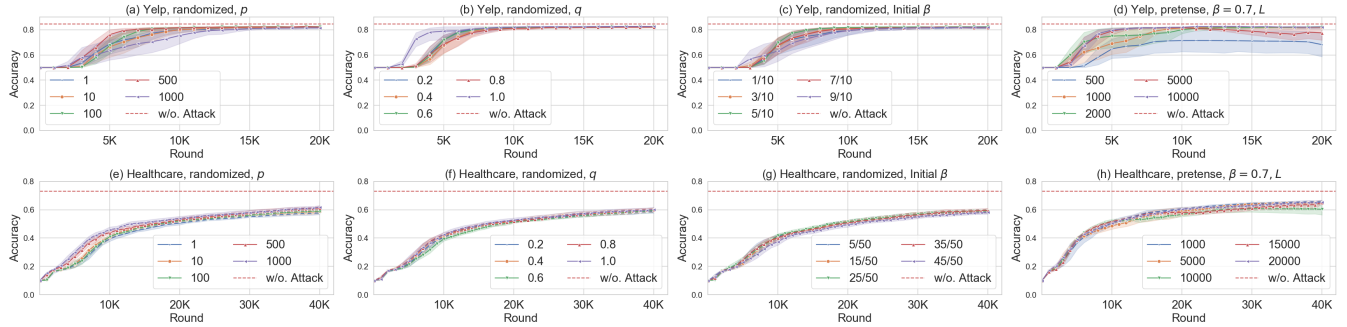 (a) Yelp, randomized, p
Accuracy
0.8
0.6
0.4
0.2
0.0
1
10
100
500
1000
w/o. Attack
5K 10K 15K 20K
Round
(b) Yelp, randomized, q
Accuracy
0.8
0.6
0.4
0.2
0.0
0.2
0.4
0.6
0.8
1.0
w/o. Attack
5K 10K 15K 20K
Round
(c) Yelp, randomized, Initial β
Accuracy
0.8
0.6
0.4
0.2
0.0
1/10
3/10
5/10
7/10
9/10
w/o. Attack
5K 10K 15K 20K
Round
(d) Yelp, pretense, β = 0.7, L
Accuracy
0.8
0.6
0.4
0.2
0.0
500
1000
2000
5000
10000
w/o. Attack
5K 10K 15K 20K
Round
(e) Healthcare, randomized, p
Accuracy
0.8
0.6
0.4
0.2
0.0
1
10
100
500
1000
w/o. Attack
10K 20K 30K 40K
Round
(f) Healthcare, randomized, q
Accuracy
0.8
0.6
0.4
0.2
0.0
0.2
0.4
0.6
0.8
1.0
w/o. Attack
10K 20K 30K 40K
Round
(g) Healthcare, randomized, Initial β
Accuracy
0.8
0.6
0.4
0.2
0.0
5/50
15/50
25/50
35/50
45/50
w/o. Attack
10K 20K 30K 40K
Round
(h) Healthcare, pretense, β = 0.7, L
Accuracy
0.8
0.6
0.4
0.2
0.0
1000
5000
10000
15000
20000
w/o. Attack
10K 20K 30K 40K
Round